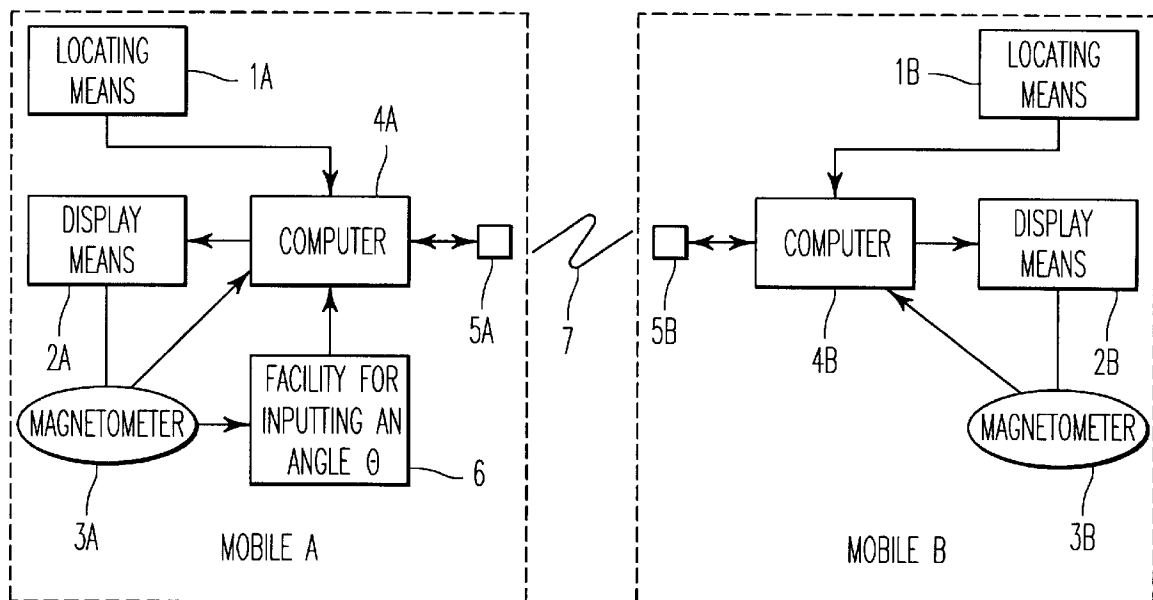 LOCATING
MEANS
1A
4A
DISPLAY
MEANS
COMPUTER
2A
5A
FACILITY FOR
INPUTTING AN
ANGLE Θ
MAGNETOMETER
6
3A
MOBILE A
7
1B
LOCATING
MEANS
COMPUTER
DISPLAY
MEANS
5B
4B
2B
MAGNETOMETER
3B
MOBILE B